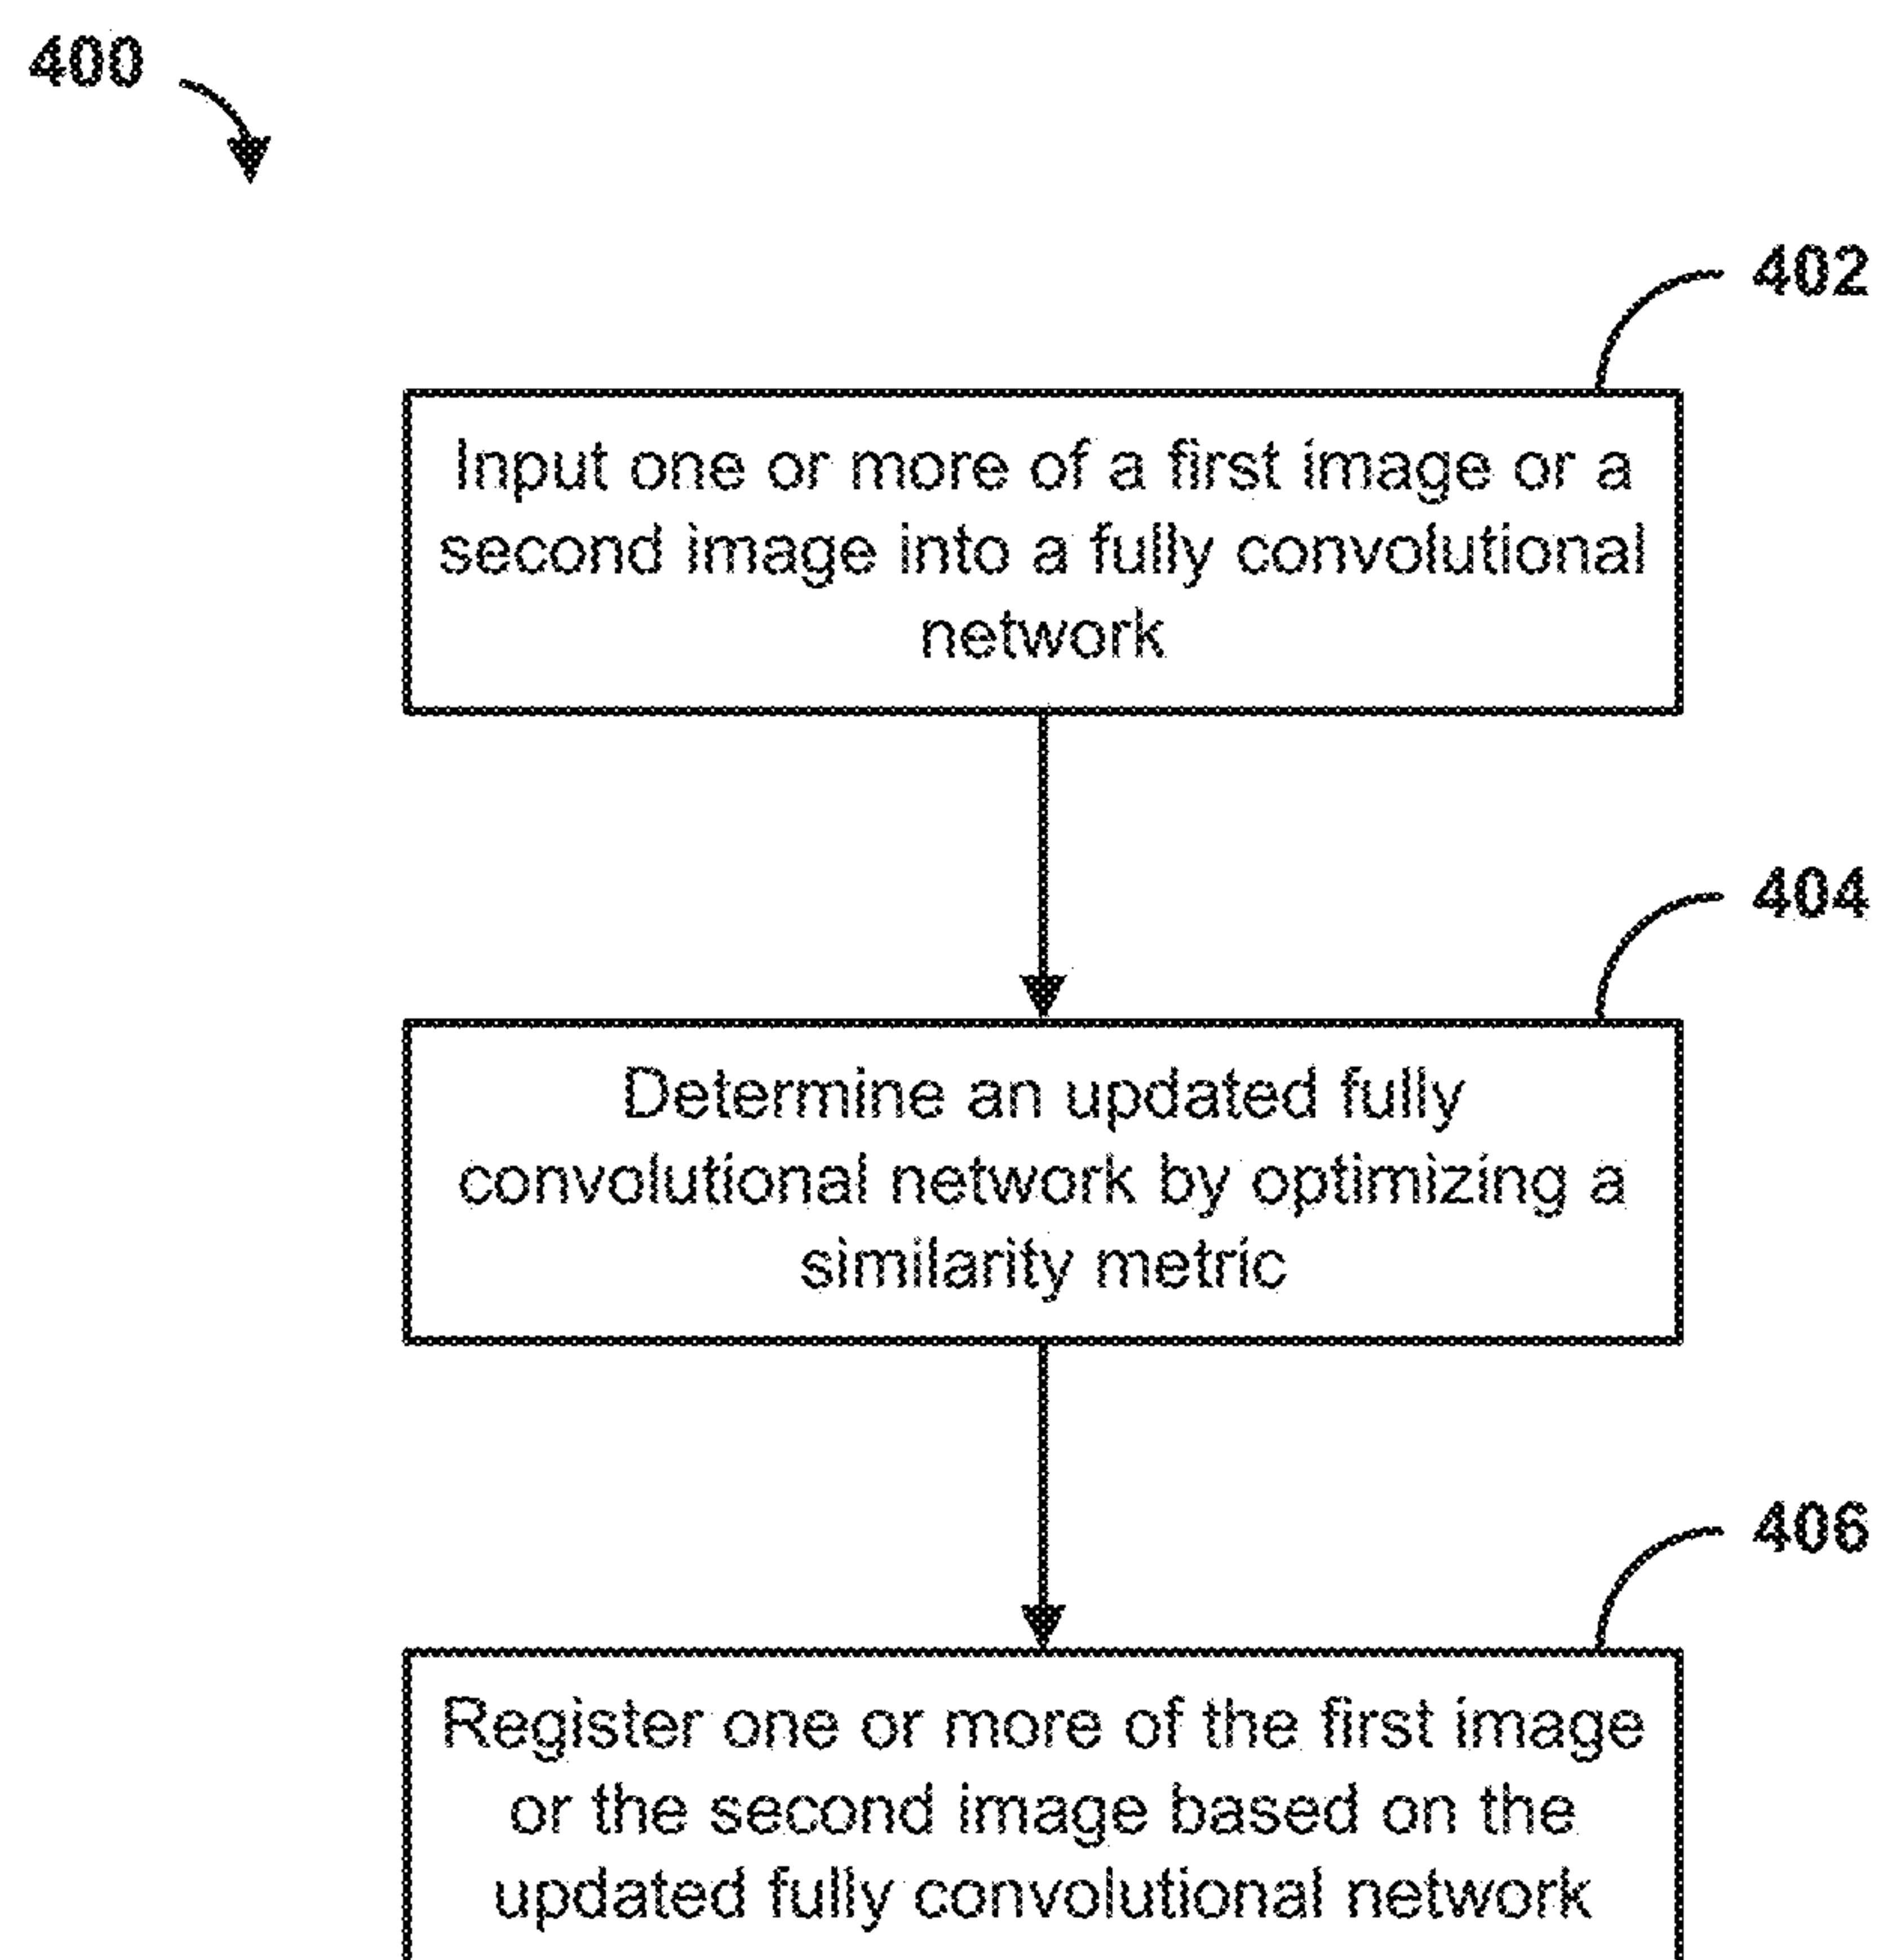 400
402
Input one or more of a first image or a
second image into a fully convolutional
network
404
Determine an updated fully
convolutional network by optimizing a
similarity metric
406
Register one or more of the first image
or the second image based on the
updated fully convolutional network